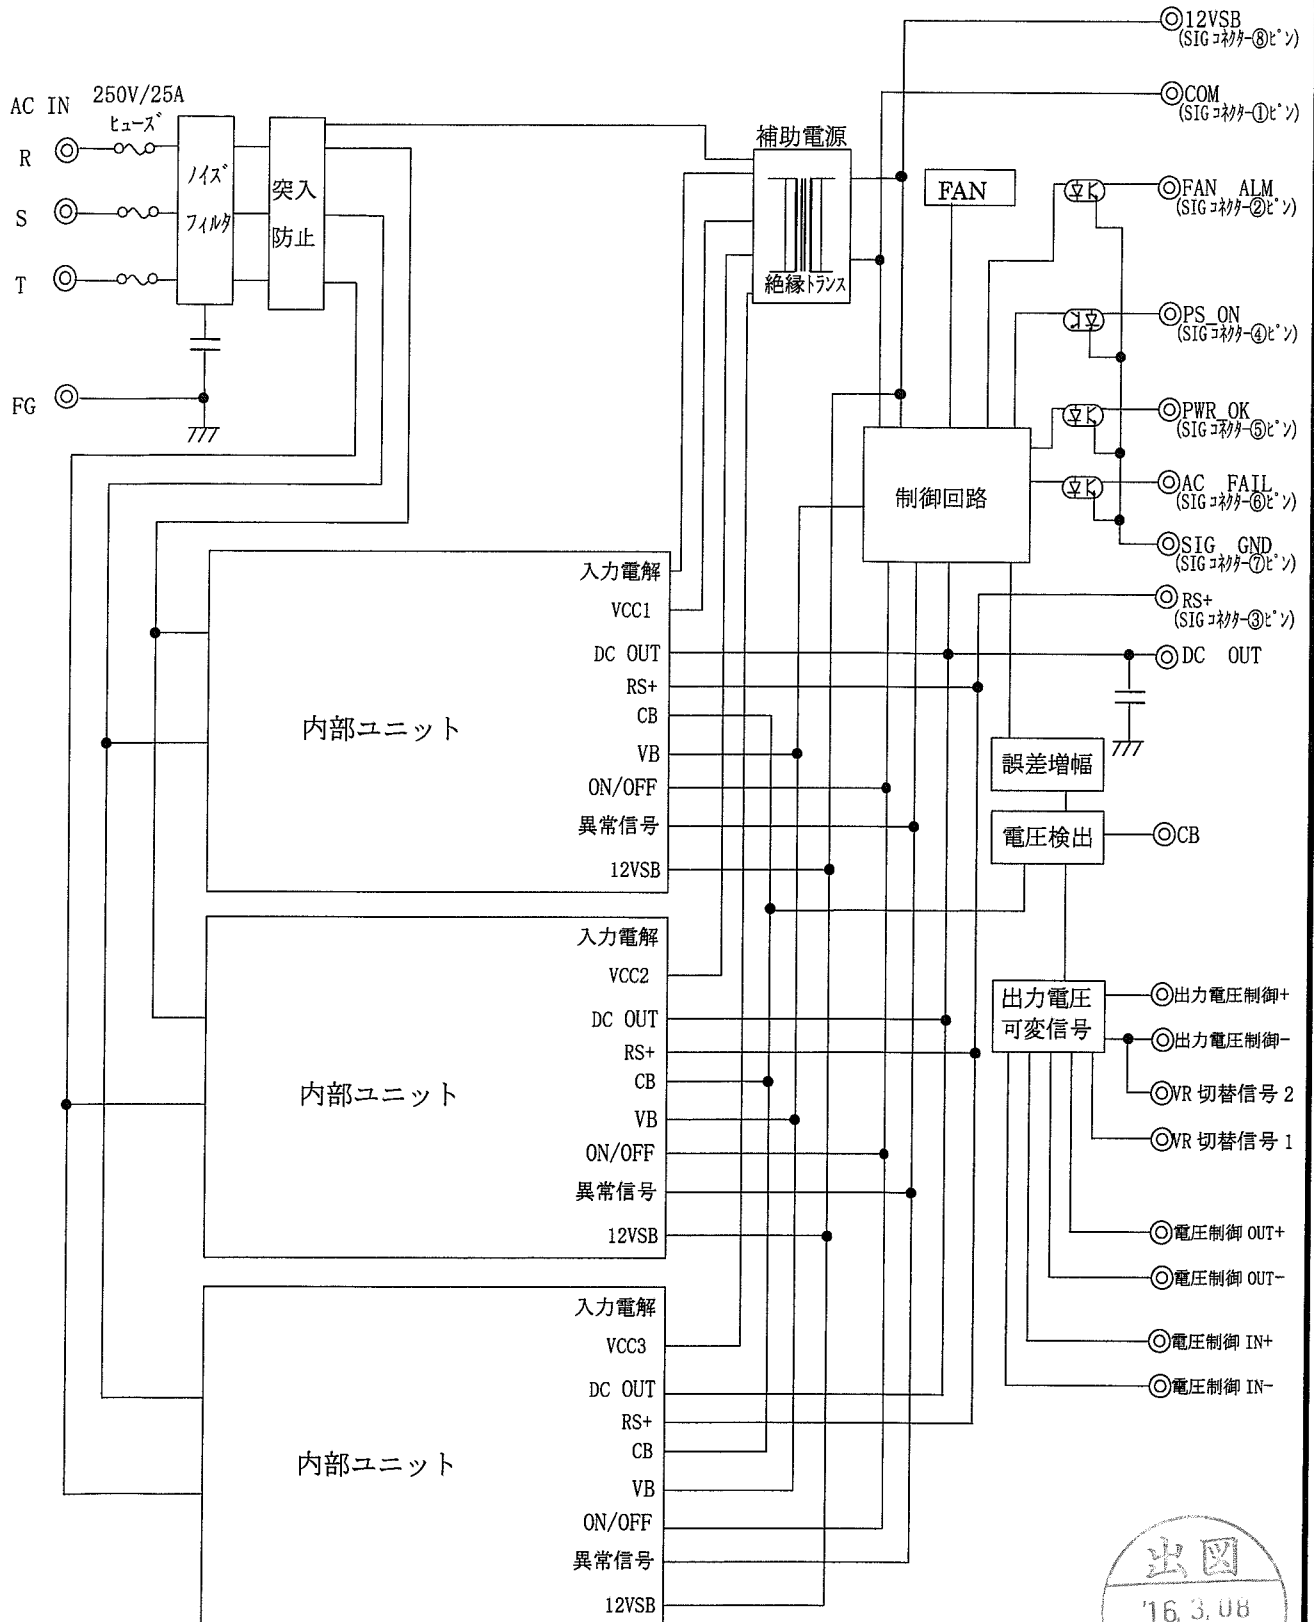 12VSB
(SIGコネクター⑧ピン)
AC IN
250V/25A
ヒューズ
COM
(SIGコネクター①ピン)
R
ノイズ
フィルタ
突入
防止
補助電源
絶縁トランス
FAN
FAN ALM
(SIGコネクター②ピン)
S
T
PS_ON
(SIGコネクター④ピン)
FG
PWR_OK
(SIGコネクター⑤ピン)
制御回路
AC FAIL
(SIGコネクター⑥ピン)
SIG GND
(SIGコネクター⑦ピン)
RS+
(SIGコネクター③ピン)
DC OUT
内部ユニット
入力電解
VCC1
DC OUT
RS+
CB
VB
ON/OFF
異常信号
12VSB
誤差増幅
電圧検出
CB
内部ユニット
入力電解
VCC2
DC OUT
RS+
CB
VB
ON/OFF
異常信号
12VSB
出力電圧
可変信号
出力電圧制御+
出力電圧制御-
VR 切替信号 2
VR 切替信号 1
電圧制御 OUT+
電圧制御 OUT-
電圧制御 IN+
電圧制御 IN-
内部ユニット
入力電解
VCC3
DC OUT
RS+
CB
VB
ON/OFF
異常信号
12VSB
出図
'16.3.08